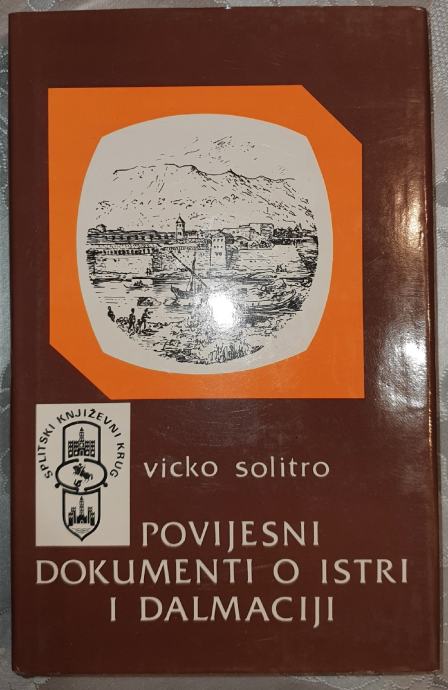 SPLITSKI KNJIŽEVNI KRUG
vicko solitro
POVIJESNI
DOKUMENTI O ISTRI
I DALMACIJI